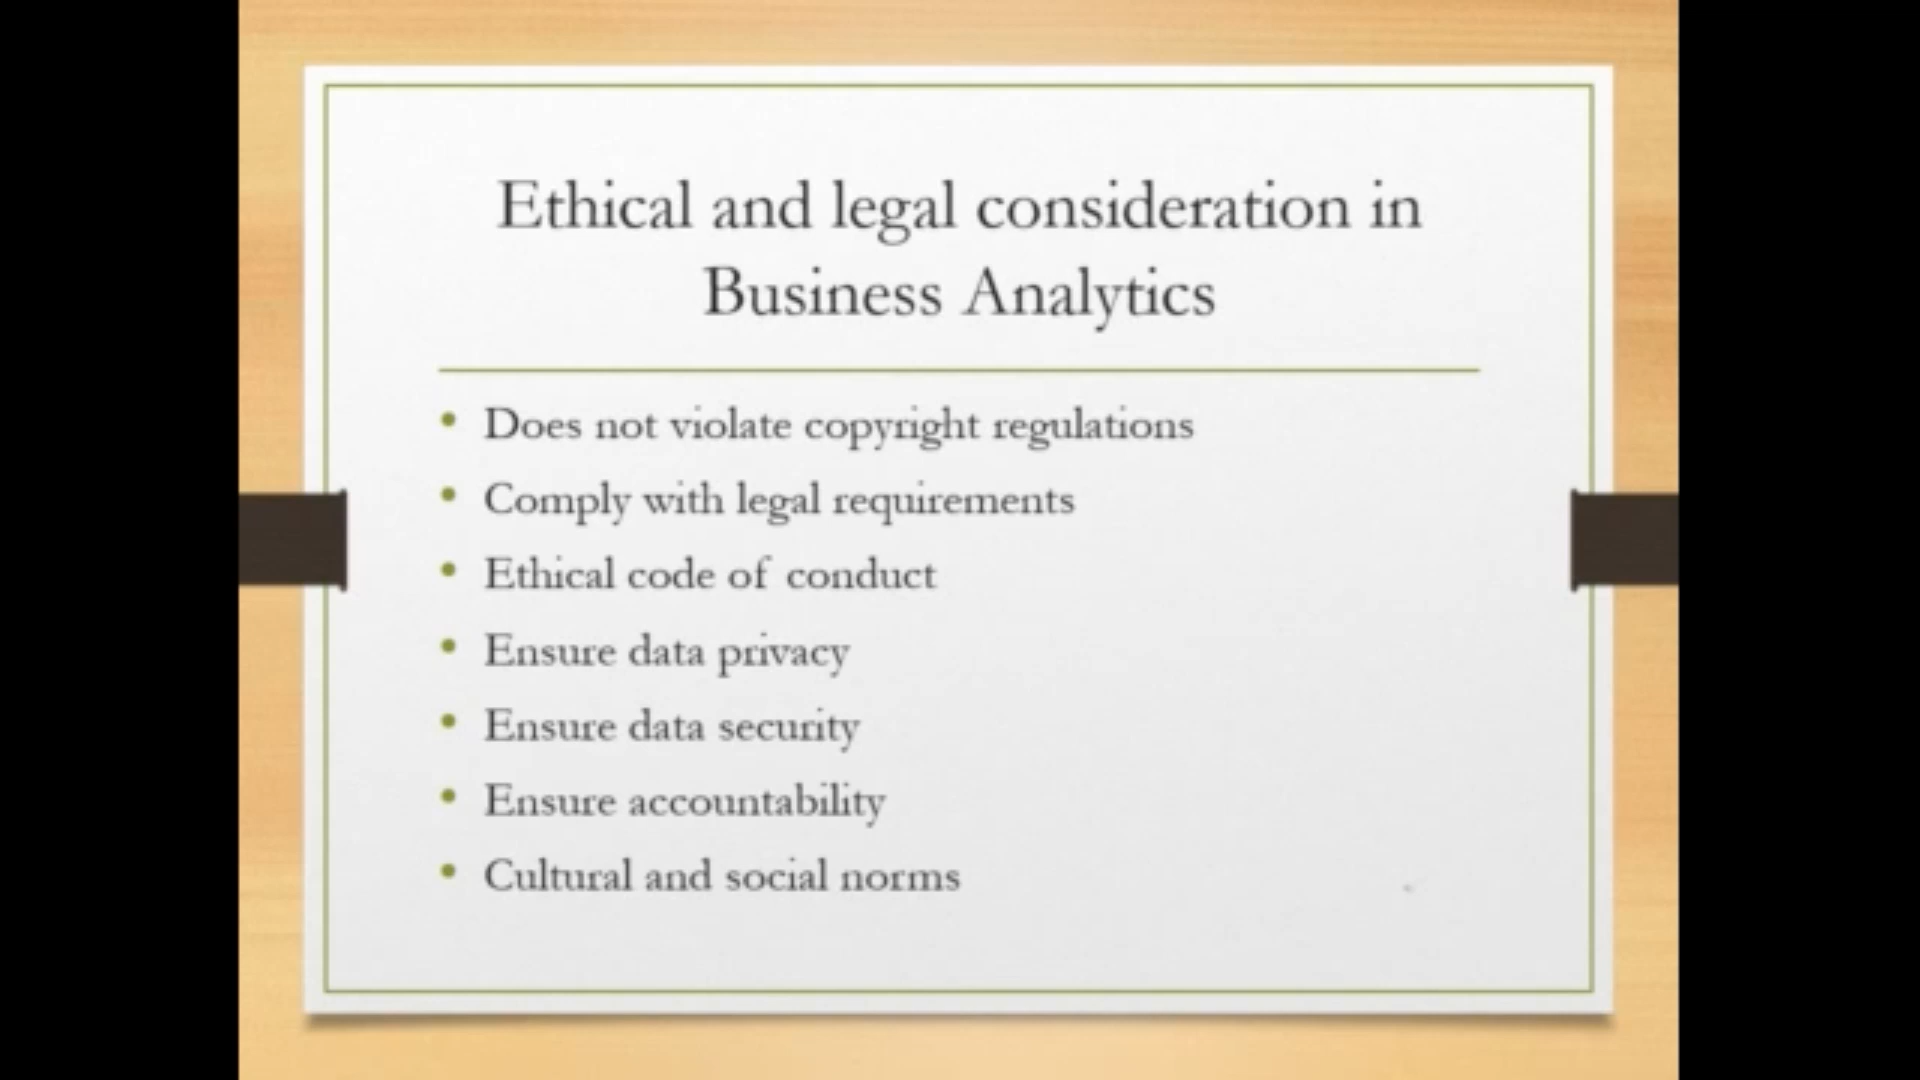 Ethical and legal consideration in
Business Analytics
• Does not violate copyright regulations
• Comply with legal requirements
• Ethical code of conduct
• Ensure data privacy
• Ensure data security
• Ensure accountability
• Cultural and social norms